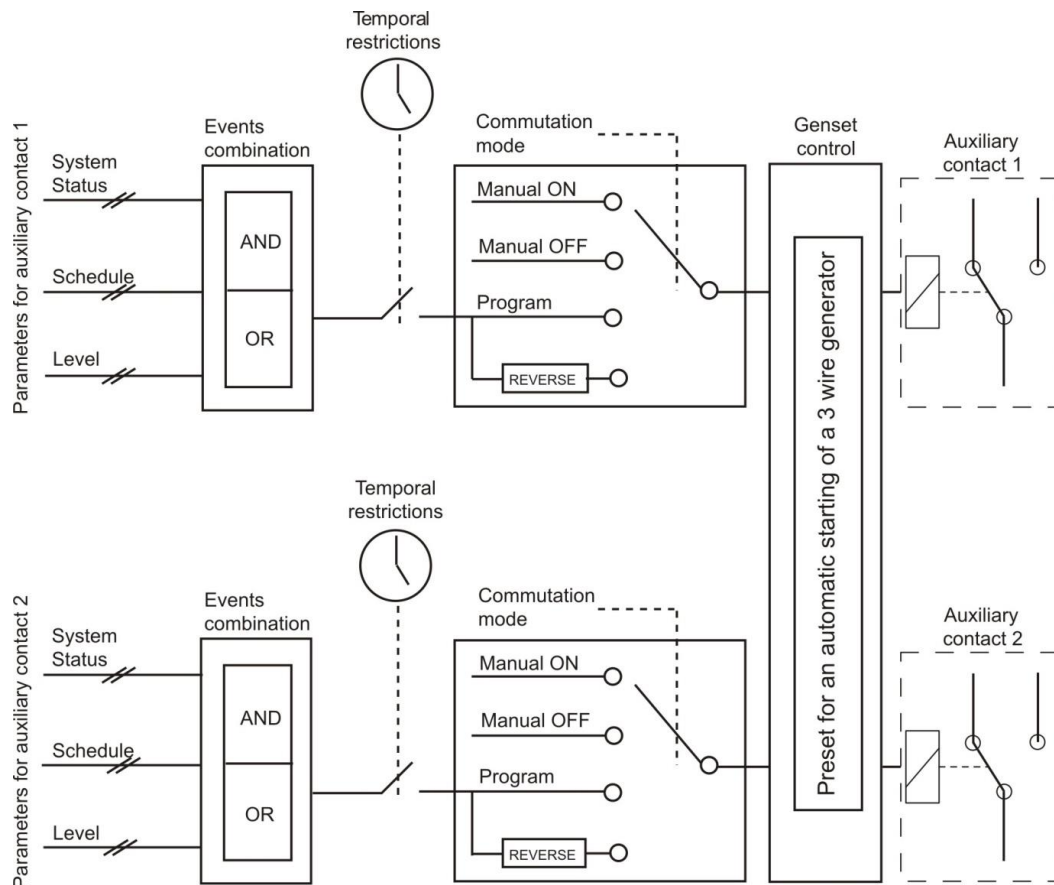 Temporal
restrictions
Parameters for auxiliary contact 1
System
Status
Schedule
Level
Events
combination
AND
OR
Commutation
mode
Manual ON
Manual OFF
Program
REVERSE
Genset
control
Preset for an automatic starting of a 3 wire generator
Auxiliary
contact 1
Temporal
restrictions
Parameters for auxiliary contact 2
System
Status
Schedule
Level
Events
combination
AND
OR
Commutation
mode
Manual ON
Manual OFF
Program
REVERSE
Auxiliary
contact 2